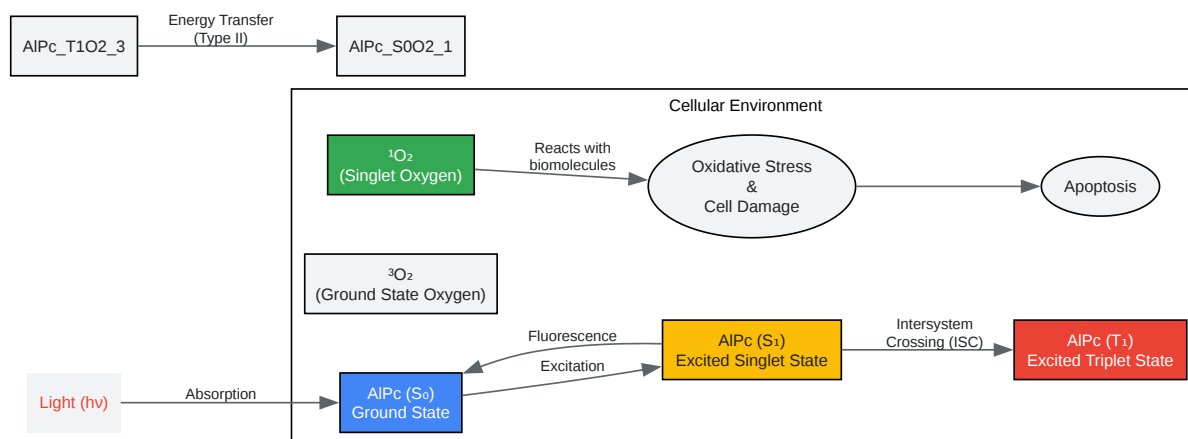 Energy Transfer
(Type II)
AlPc_T1O2_3
AlPc_S0O2_1
Cellular Environment
¹O₂
(Singlet Oxygen)
Reacts with
biomolecules
Oxidative Stress
&
Cell Damage
Apoptosis
³O₂
(Ground State Oxygen)
Fluorescence
Excitation
AlPc (S₁)
Excited Singlet State
Intersystem
Crossing (ISC)
AlPc (T₁)
Excited Triplet State
Light (hν)
Absorption
AlPc (S₀)
Ground State